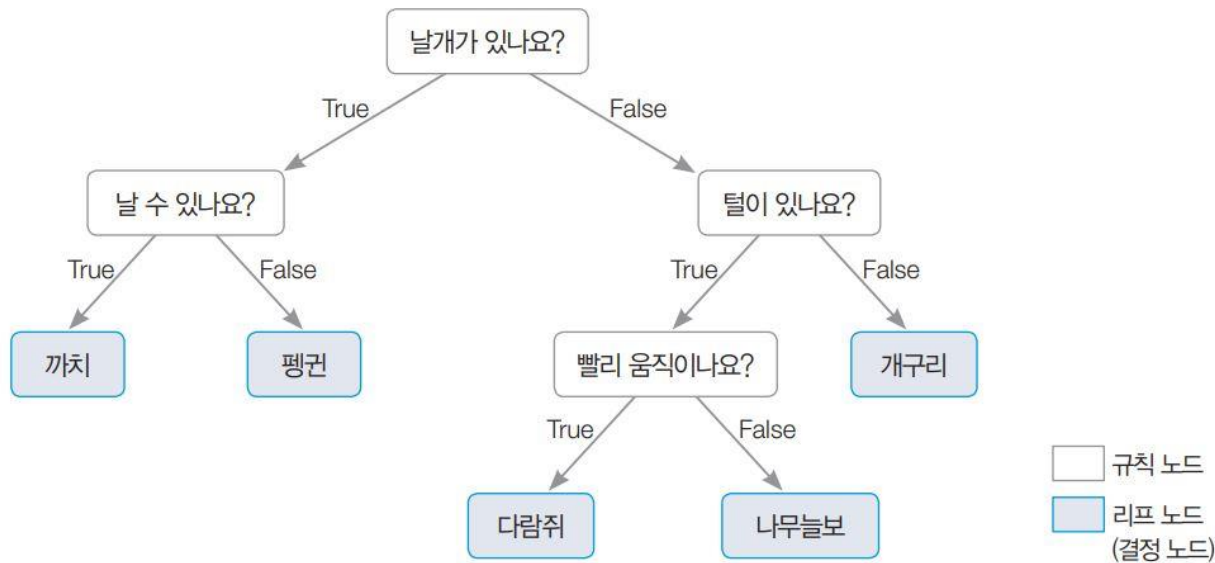 날개가 있나요?
True
False
날 수 있나요?
털이 있나요?
True
False
True
False
까치
펭귄
빨리 움직이나요?
개구리
True
False
다람쥐
나무늘보
규칙 노드
리프 노드
(결정 노드)